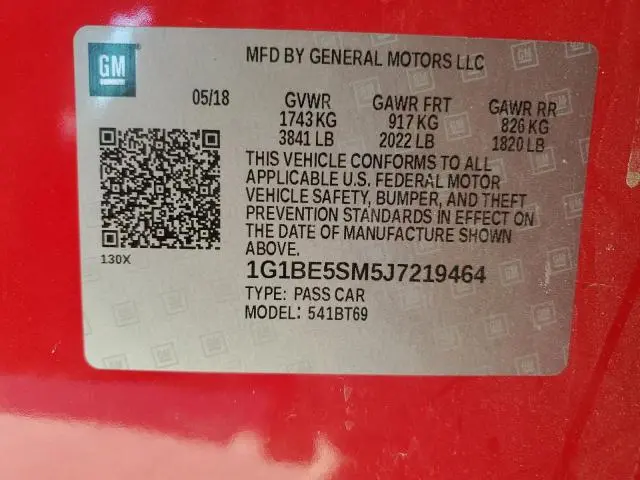 GM
MFD BY GENERAL MOTORS LLC
05/18 GVWR GAWR FRT GAWR RR
1743 KG 917 KG 826 KG
3841 LB 2022 LB 1820 LB
THIS VEHICLE CONFORMS TO ALL
APPLICABLE U.S. FEDERAL MOTOR
VEHICLE SAFETY, BUMPER, AND THEFT
PREVENTION STANDARDS IN EFFECT ON
THE DATE OF MANUFACTURE SHOWN
ABOVE.
130X
1G1BE5SM5J7219464
TYPE: PASS CAR
MODEL: 541BT69